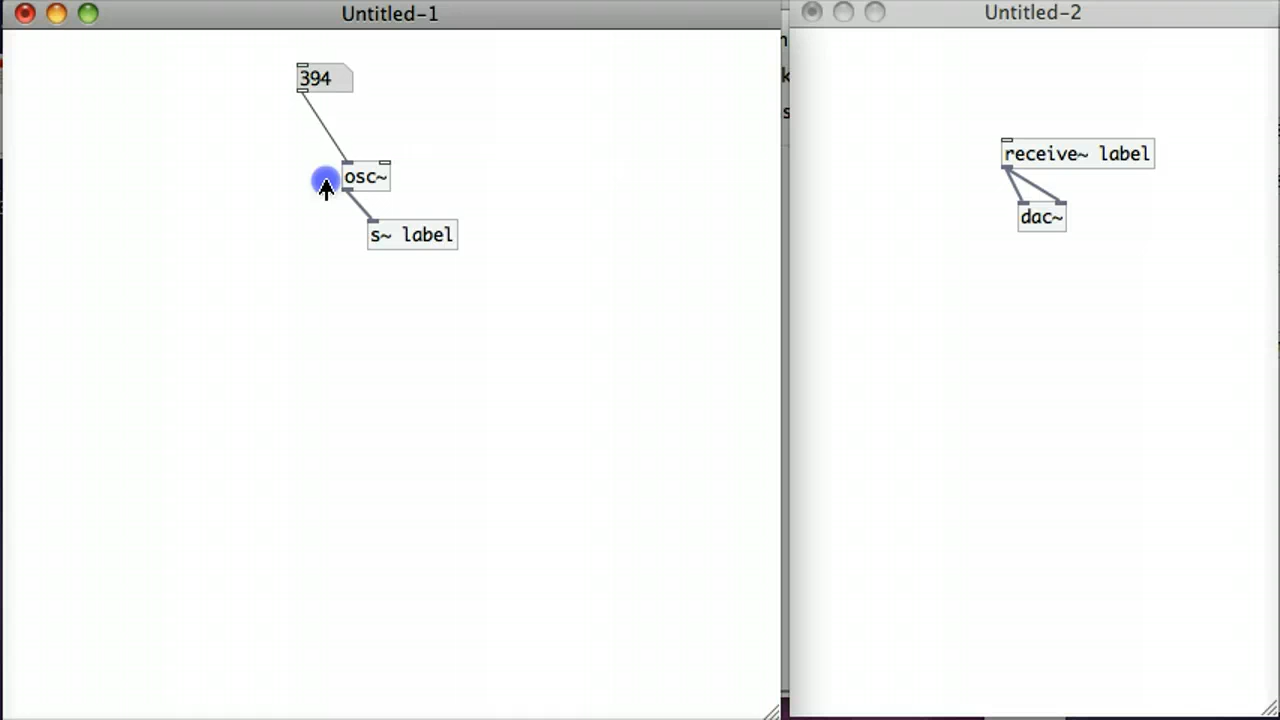 Untitled-1
394
osc~
s~ label
Untitled-2
receive~ label
dac~